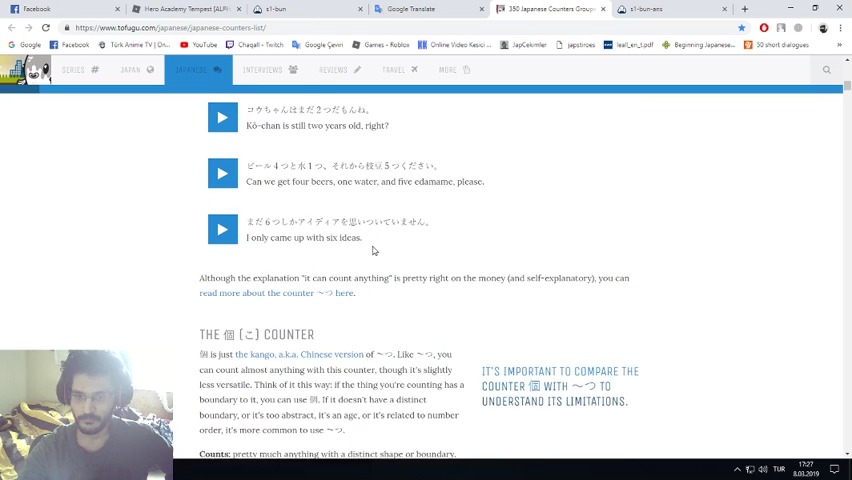 Facebook
Hero Academy Tempest [ALPH
s1-bun
Google Translate
350 Japanese Counters Group
s1-bun-ans
https://www.tofugu.com/japanese/japanese-counters-list/
Google
Facebook
Türk Anime TV | On
YouTube
Chaqall - Twitch
Google Çeviri
Games - Roblox
Online Video Kesici
JapÇekimler
japstroes
leall_en_t.pdf
Beginning Japanese
50 short dialogues
SERIES
JAPAN
JAPANESE
INTERVIEWS
REVIEWS
TRAVEL
MORE
コウちゃんはまだ2つだもんね。
Kō-chan is still two years old, right?
ビール4つと水1つ、それから枝豆5つください。
Can we get four beers, one water, and five edamame, please.
まだ6つしかアイディアを思いついていません。
I only came up with six ideas.
Although the explanation "it can count anything" is pretty right on the money (and self-explanatory), you can
read more about the counter 〜つ here.
THE 個 (こ) COUNTER
個 is just the kango, a.k.a. Chinese version of 〜つ. Like 〜つ, you
can count almost anything with this counter, though it's slightly
less versatile. Think of it this way: if the thing you're counting has a
boundary to it, you can use 個. If it doesn't have a distinct
boundary, or it's too abstract, it's an age, or it's related to number
order, it's more common to use 〜つ.
Counts: pretty much anything with a distinct shape or boundary.
IT'S IMPORTANT TO COMPARE THE
COUNTER 個 WITH 〜つ TO
UNDERSTAND ITS LIMITATIONS.
TUR
17:27
8.03.2019